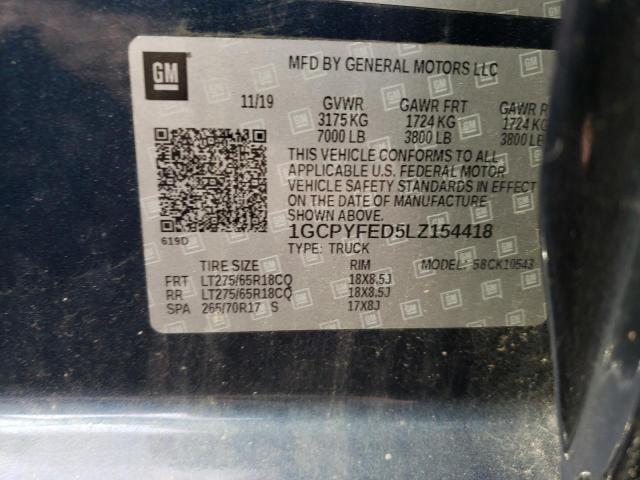 GM
MFD BY GENERAL MOTORS LLC
11/19 GVWR GAWR FRT GAWR R
3175 KG 1724 KG 1724 KG
7000 LB 3800 LB 3800 LB
THIS VEHICLE CONFORMS TO ALL
APPLICABLE U.S. FEDERAL MOTOR
VEHICLE SAFETY STANDARDS IN EFFECT
ON THE DATE OF MANUFACTURE
SHOWN ABOVE.
1GCPYFED5LZ154418
619D
TYPE: TRUCK
TIRE SIZE RIM MODEL: S8CK10543
FRT LT275/65R18CQ 18X8.5J
RR LT275/65R18CQ 18X8.5J
SPA 265/70R17 S 17X8J